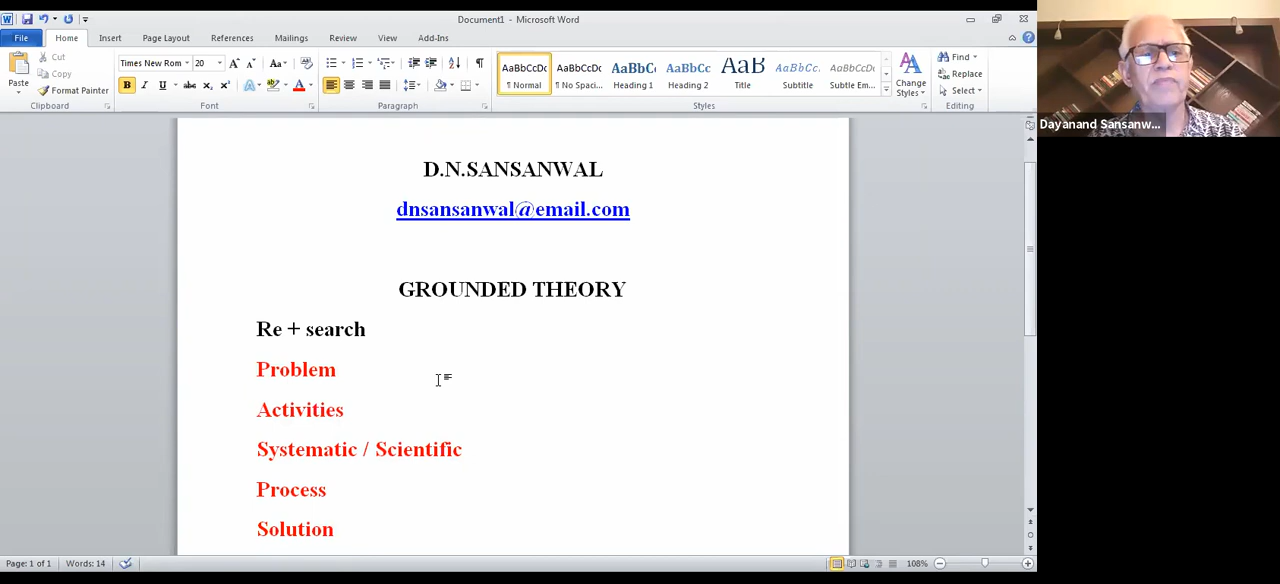 Document1 - Microsoft Word
File Home Insert Page Layout References Mailings Review View Add-Ins
Paste
Cut
Copy
Format Painter
Clipboard
Times New Rom 20
Font
Paragraph
AaBbCcDc AaBbCcDc AaBbCc AaBbCc AaB AaBbCc. AaBbCcDc
¶ Normal ¶ No Spaci... Heading 1 Heading 2 Title Subtitle Subtle Em...
Change Styles
Styles
Find
Replace
Select
Editing
Dayanand Sansanw...
D.N.SANSANWAL
dnsansanwal@email.com
GROUNDED THEORY
Re + search
Problem
Activities
Systematic / Scientific
Process
Solution
Page: 1 of 1 Words: 14 108%